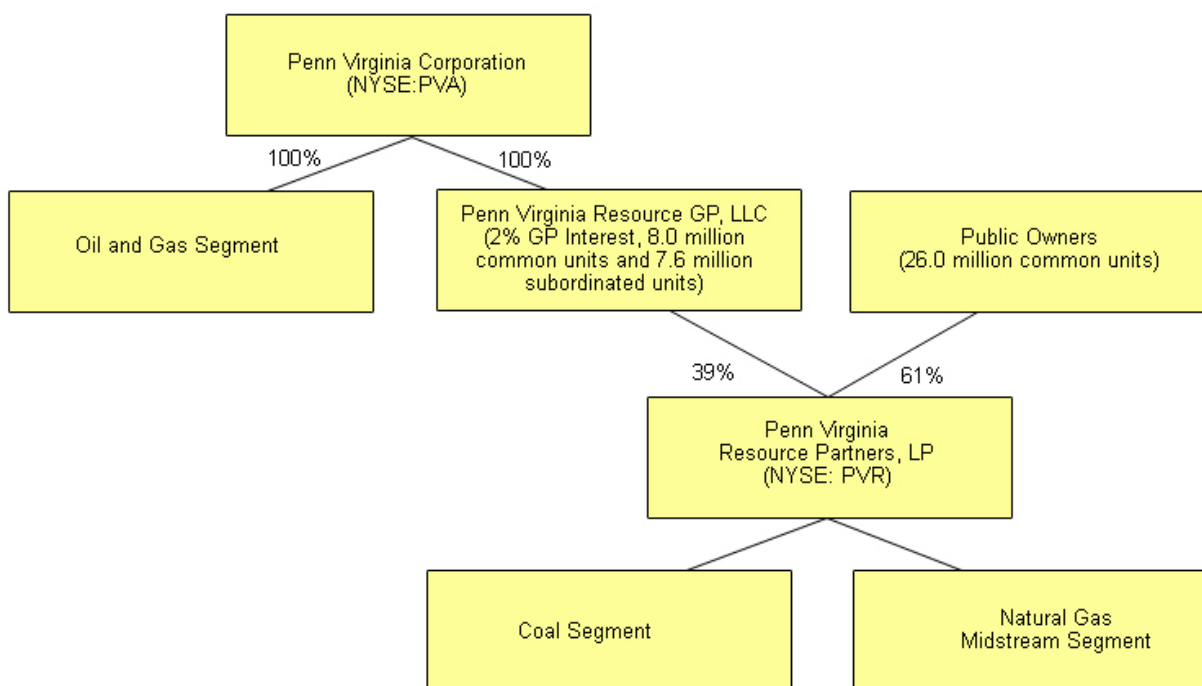 Penn Virginia Corporation
(NYSE:PVA)
100%
100%
Oil and Gas Segment
Penn Virginia Resource GP, LLC
(2% GP Interest, 8.0 million
common units and 7.6 million
subordinated units)
Public Owners
(26.0 million common units)
39%
61%
Penn Virginia
Resource Partners, LP
(NYSE: PVR)
Coal Segment
Natural Gas
Midstream Segment